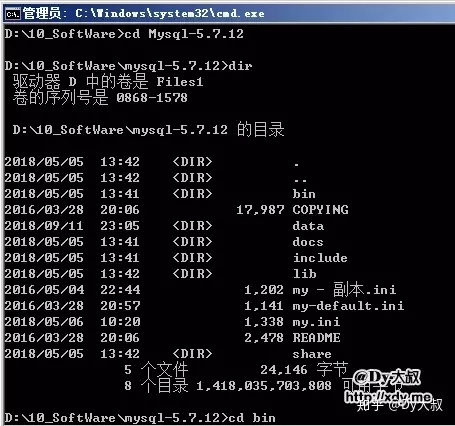 管理员: C:\Windows\system32\cmd.exe
D:\10_SoftWare>cd Mysql-5.7.12
D:\10_SoftWare\mysql-5.7.12>dir
驱动器 D 中的卷是 Files1
卷的序列号是 0868-1578
D:\10_SoftWare\mysql-5.7.12 的目录
2018/05/05 13:42 <DIR> .
2018/05/05 13:42 <DIR> ..
2018/05/05 13:41 <DIR> bin
2016/03/28 20:06 17,987 COPYING
2018/09/11 23:05 <DIR> data
2018/05/05 13:41 <DIR> docs
2018/05/05 13:41 <DIR> include
2018/05/05 13:42 <DIR> lib
2016/05/04 22:44 1,202 my - 副本.ini
2016/03/28 20:57 1,141 my-default.ini
2018/05/06 10:20 1,338 my.ini
2016/03/28 20:06 2,478 README
2018/05/05 13:42 <DIR> share
5 个文件 24,146 字节
8 个目录 1,418,035,703,808 可用字节
@Dy大叔
https://xdy.me
知乎 @Dy大叔
D:\10_SoftWare\mysql-5.7.12>cd bin